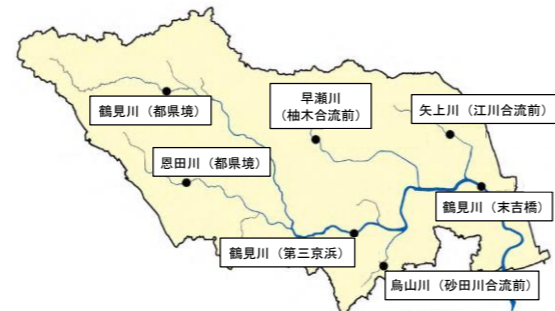 鶴見川（都県境）
早瀬川
（柚木合流前）
矢上川（江川合流前）
恩田川（都県境）
鶴見川（末吉橋）
鶴見川（第三京浜）
鳥山川（砂田川合流前）